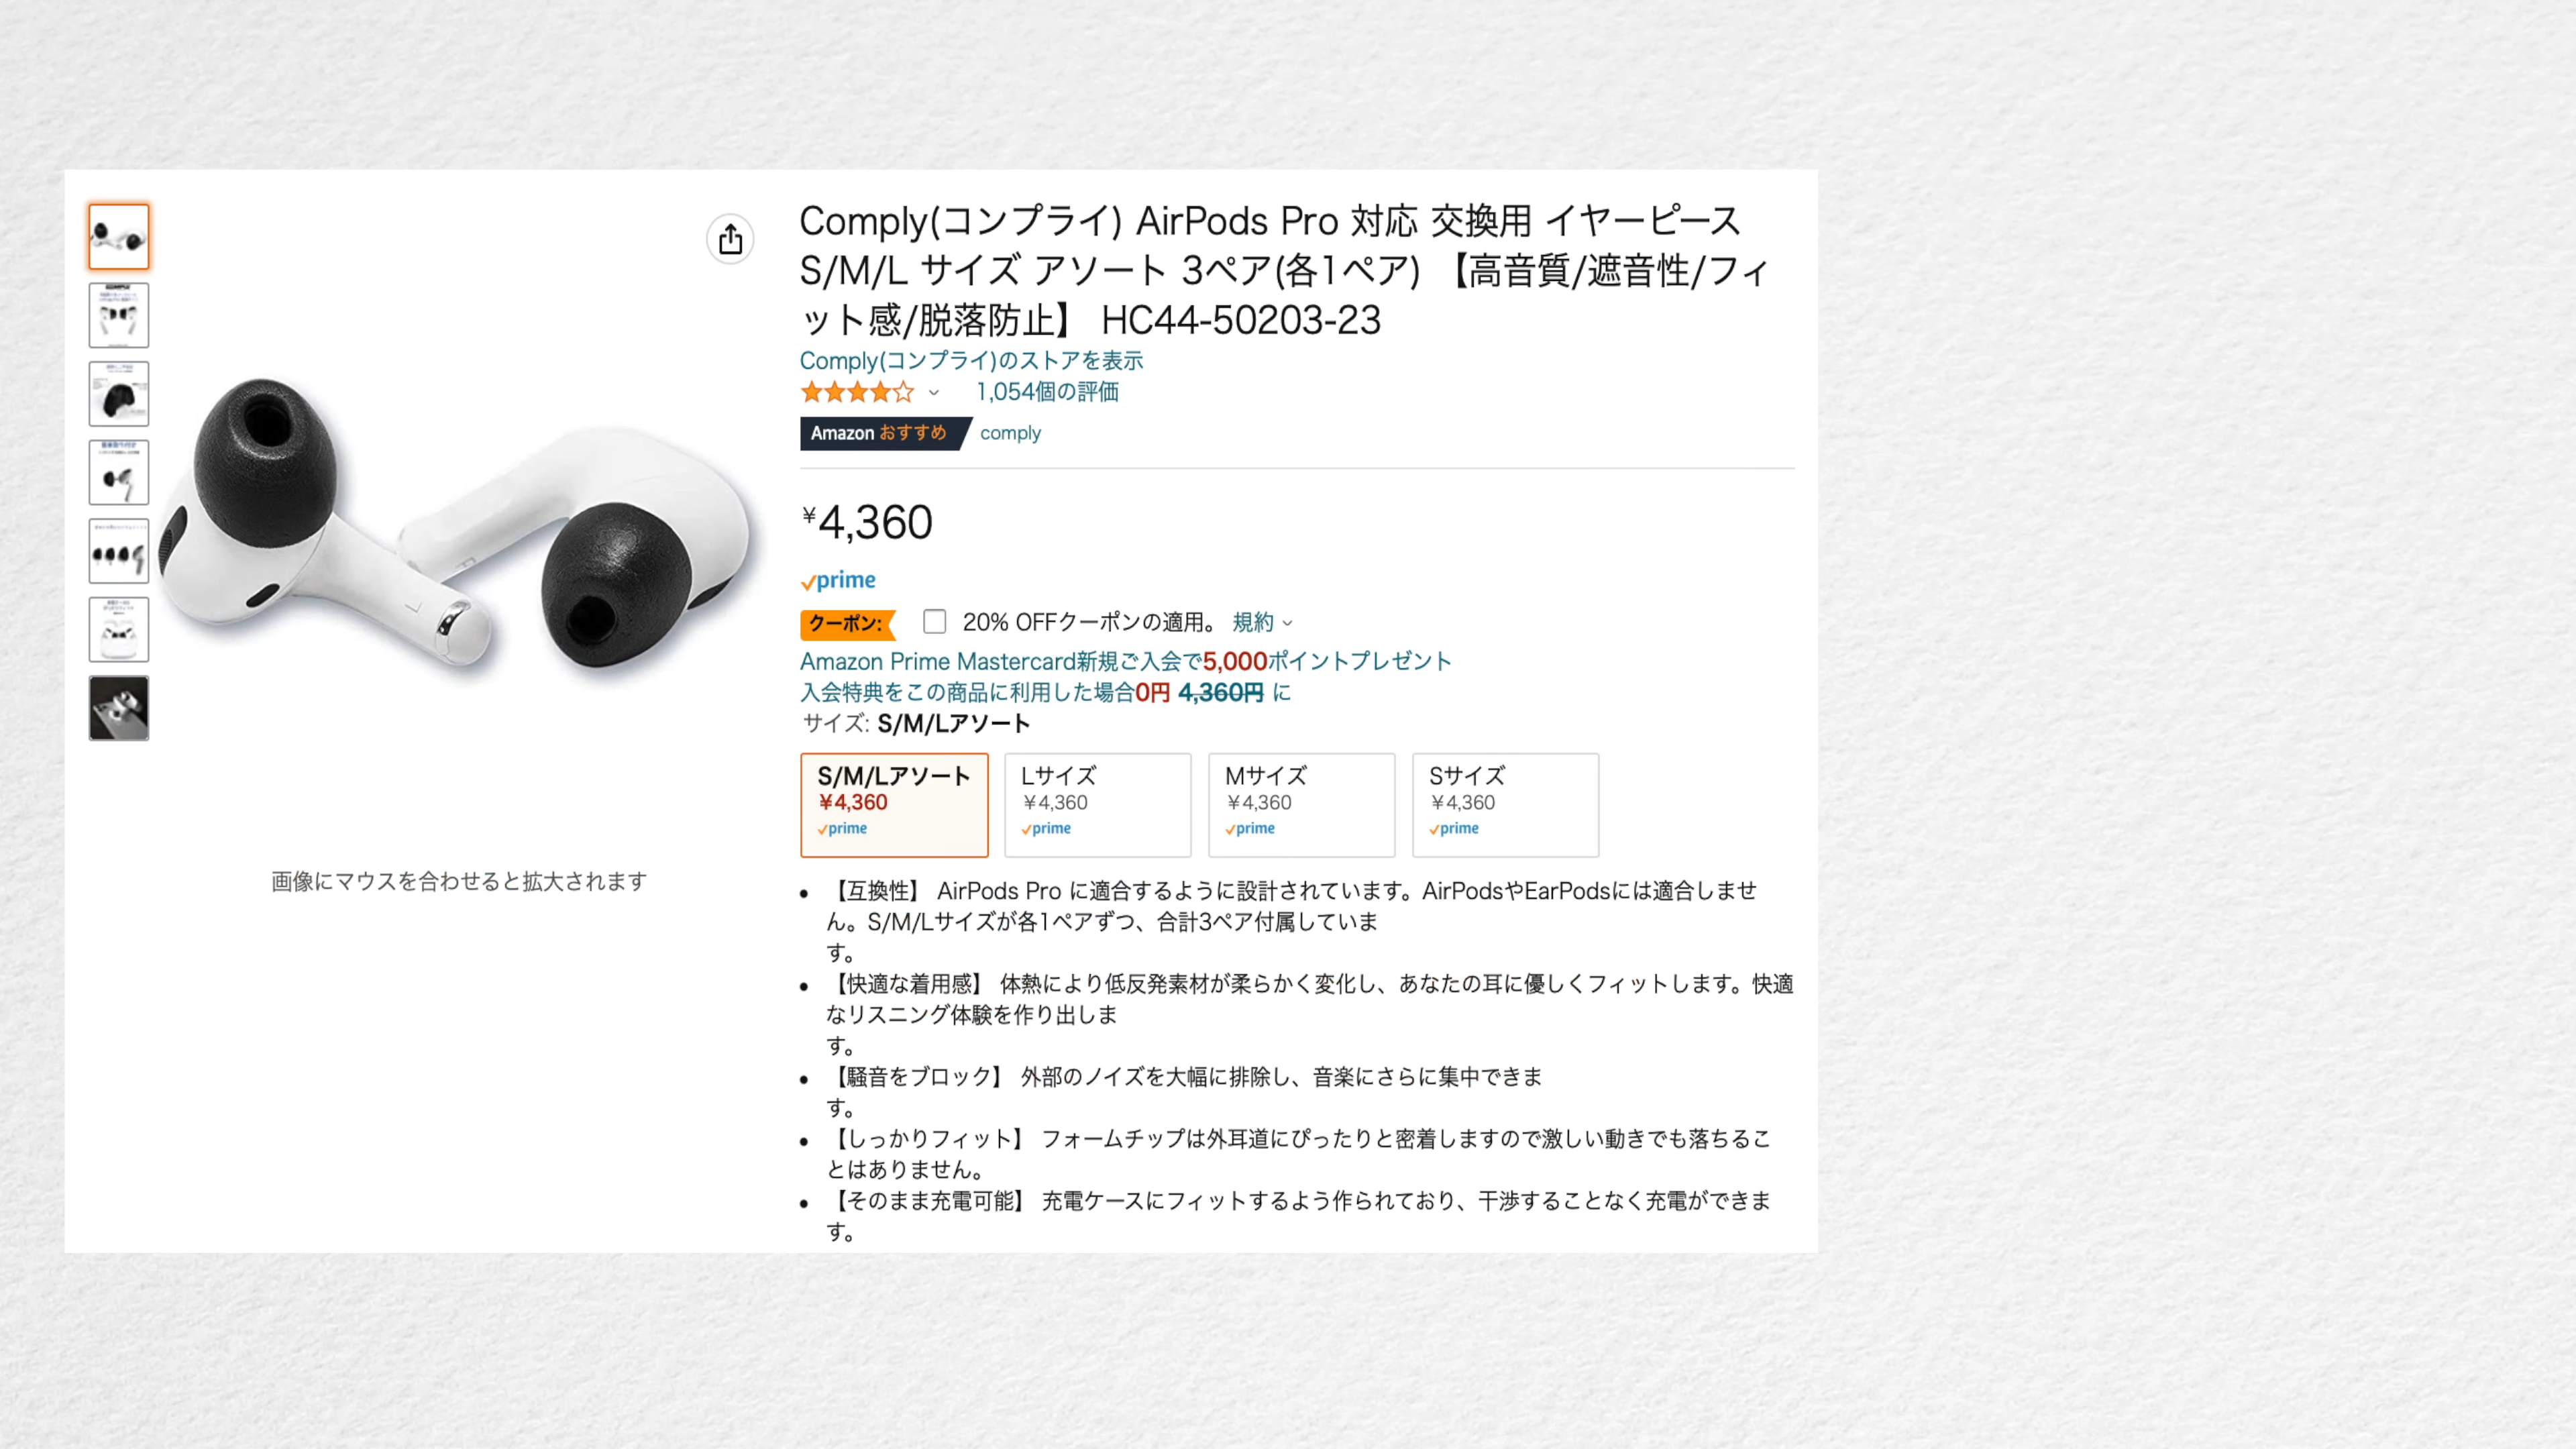 Comply(コンプライ) AirPods Pro 対応 交換用 イヤーピース
S/M/L サイズ アソート 3ペア(各1ペア) 【高音質/遮音性/フィ
ット感/脱落防止】 HC44-50203-23
Comply(コンプライ)のストアを表示
1,054個の評価
Amazon おすすめ comply
¥4,360
prime
クーポン: 20% OFFクーポンの適用。 規約
Amazon Prime Mastercard新規ご入会で5,000ポイントプレゼント
入会特典をこの商品に利用した場合0円 4,360円 に
サイズ: S/M/Lアソート
S/M/Lアソート
¥4,360
prime
Lサイズ
¥4,360
prime
Mサイズ
¥4,360
prime
Sサイズ
¥4,360
prime
画像にマウスを合わせると拡大されます
• 【互換性】 AirPods Pro に適合するように設計されています。AirPodsやEarPodsには適合しませ
ん。S/M/Lサイズが各1ペアずつ、合計3ペア付属していま
す。
• 【快適な着用感】 体熱により低反発素材が柔らかく変化し、あなたの耳に優しくフィットします。快適
なリスニング体験を作り出しま
す。
• 【騒音をブロック】 外部のノイズを大幅に排除し、音楽にさらに集中できま
す。
• 【しっかりフィット】 フォームチップは外耳道にぴったりと密着しますので激しい動きでも落ちるこ
とはありません。
• 【そのまま充電可能】 充電ケースにフィットするよう作られており、干渉することなく充電ができま
す。